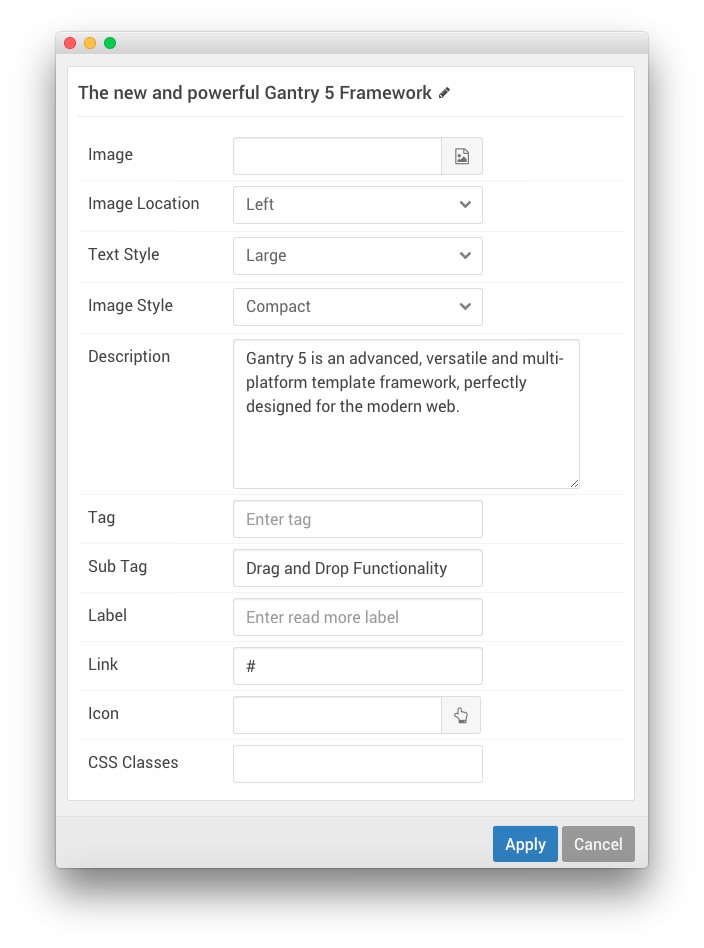 The new and powerful Gantry 5 Framework
Image
Image Location
Left
Text Style
Large
Image Style
Compact
Description
Gantry 5 is an advanced, versatile and multi-
platform template framework, perfectly
designed for the modern web.
Tag
Enter tag
Sub Tag
Drag and Drop Functionality
Label
Enter read more label
Link
#
Icon
CSS Classes
Apply
Cancel